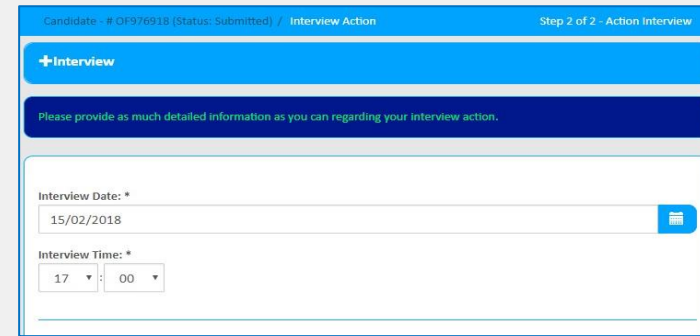 Candidate - # OF976918 (Status: Submitted) / Interview Action Step 2 of 2 - Action Interview
+Interview
Please provide as much detailed information as you can regarding your interview action.
Interview Date: *
15/02/2018
Interview Time: *
17 : 00